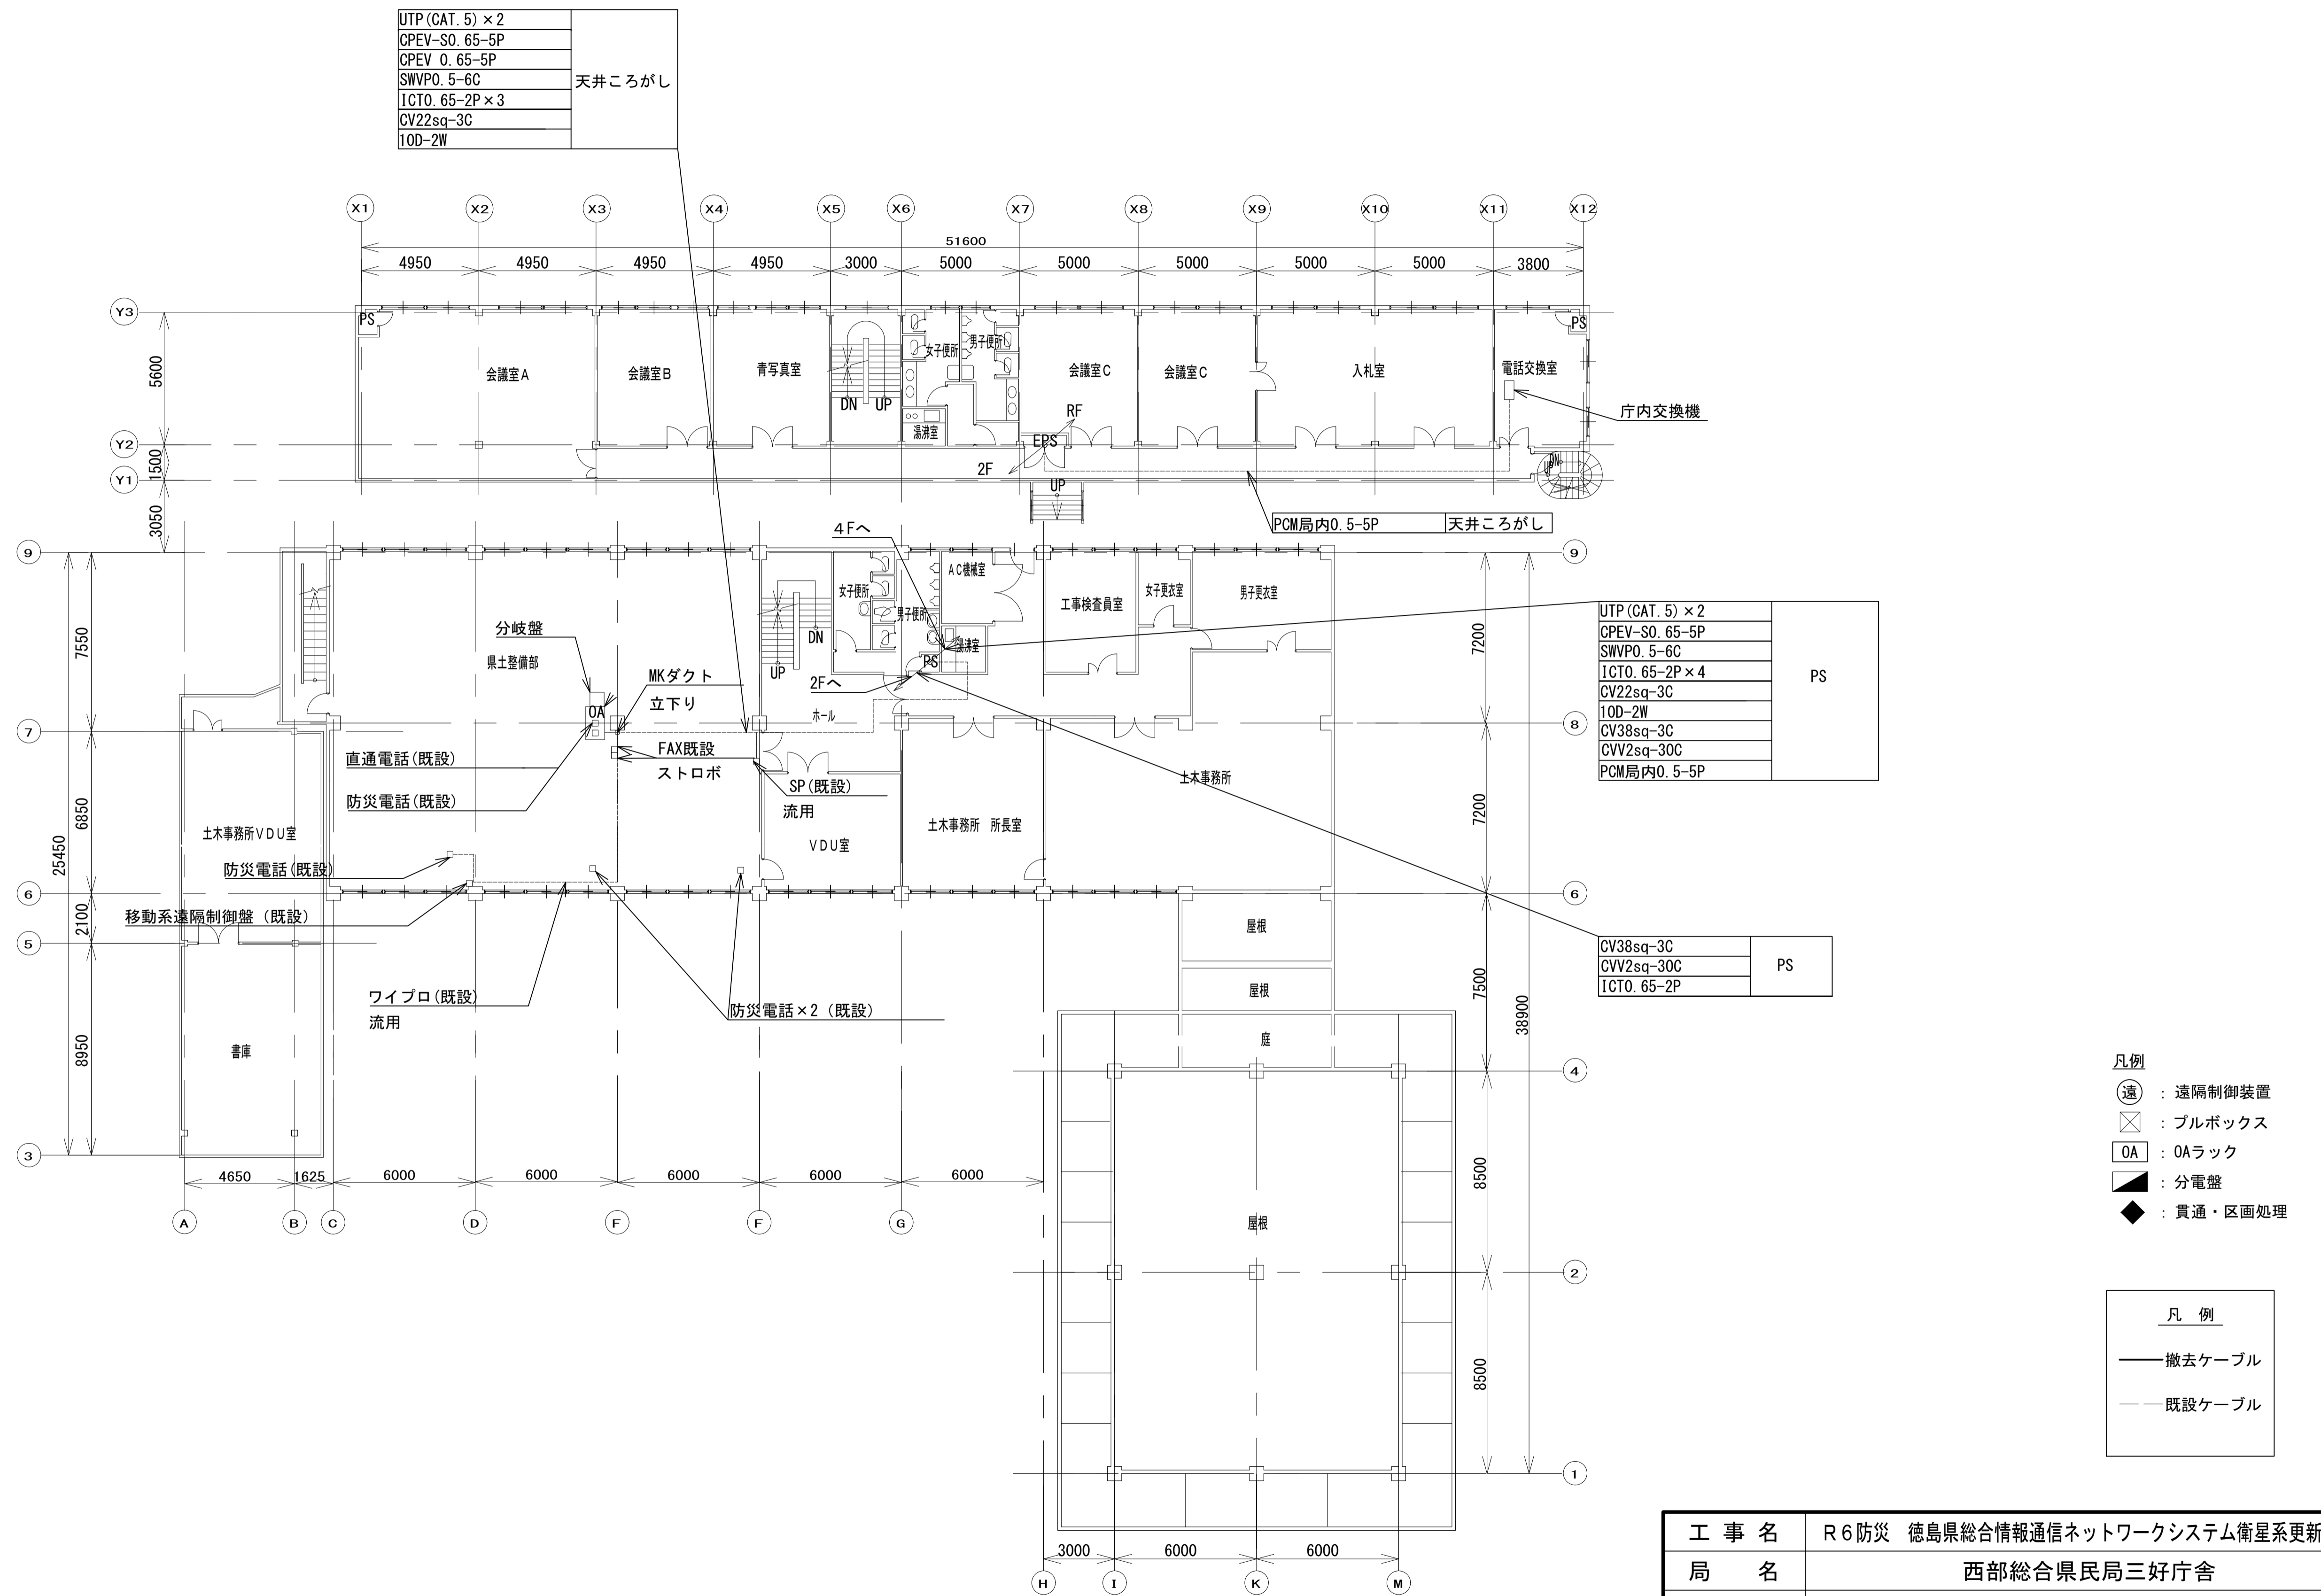 UTP(CAT.5)×2
CPEV-S0.65-5P
CPEV 0.65-5P
SWVP0.5-6C
ICT0.65-2P×3
CV22sq-3C
10D-2W
天井ころがし
X1 X2 X3 X4 X5 X6 X7 X8 X9 X10 X11 X12
51600
4950 4950 4950 4950 3000 5000 5000 5000 5000 5000 3800
Y3
Y2
Y1
5600
1500
3050
PS
会議室A
会議室B
青写真室
DN UP
女子便所
男子便所
湯沸室
会議室C
会議室C
入札室
電話交換室
PS
庁内交換機
RF
EPS
2F
UP
UP
DN
PCM局内0.5-5P 天井ころがし
4Fへ
9
7
6
5
3
7550
6850
2100
8950
25450
9
8
6
4
2
1
7200
7200
7500
8500
8500
38900
分岐盤
県土整備部
OA
MKダクト
立下り
女子便所
男子便所
AC機械室
湯沸室
PS
DN
UP
2Fへ
ホール
工事検査員室
女子更衣室
男子更衣室
UTP(CAT.5)×2
CPEV-S0.65-5P
SWVP0.5-6C
ICT0.65-2P×4
CV22sq-3C
10D-2W
CV38sq-3C
CVV2sq-30C
PCM局内0.5-5P
PS
直通電話(既設)
防災電話(既設)
FAX既設
ストロボ
SP(既設)
流用
土木事務所
土木事務所VDU室
VDU室
土木事務所 所長室
防災電話(既設)
移動系遠隔制御盤(既設)
ワイプロ(既設)
流用
防災電話×2(既設)
書庫
屋根
屋根
庭
屋根
CV38sq-3C
CVV2sq-30C
ICT0.65-2P
PS
4650 1625 6000 6000 6000 6000 6000
A B C D F F G
3000 6000 6000
H I K M
凡例
遠 : 遠隔制御装置
: プルボックス
OA : OAラック
: 分電盤
: 貫通・区画処理
凡 例
撤去ケーブル
既設ケーブル
工事名 R6防災 徳島県総合情報通信ネットワークシステム衛星系更新
局名 西部総合県民局三好庁舎